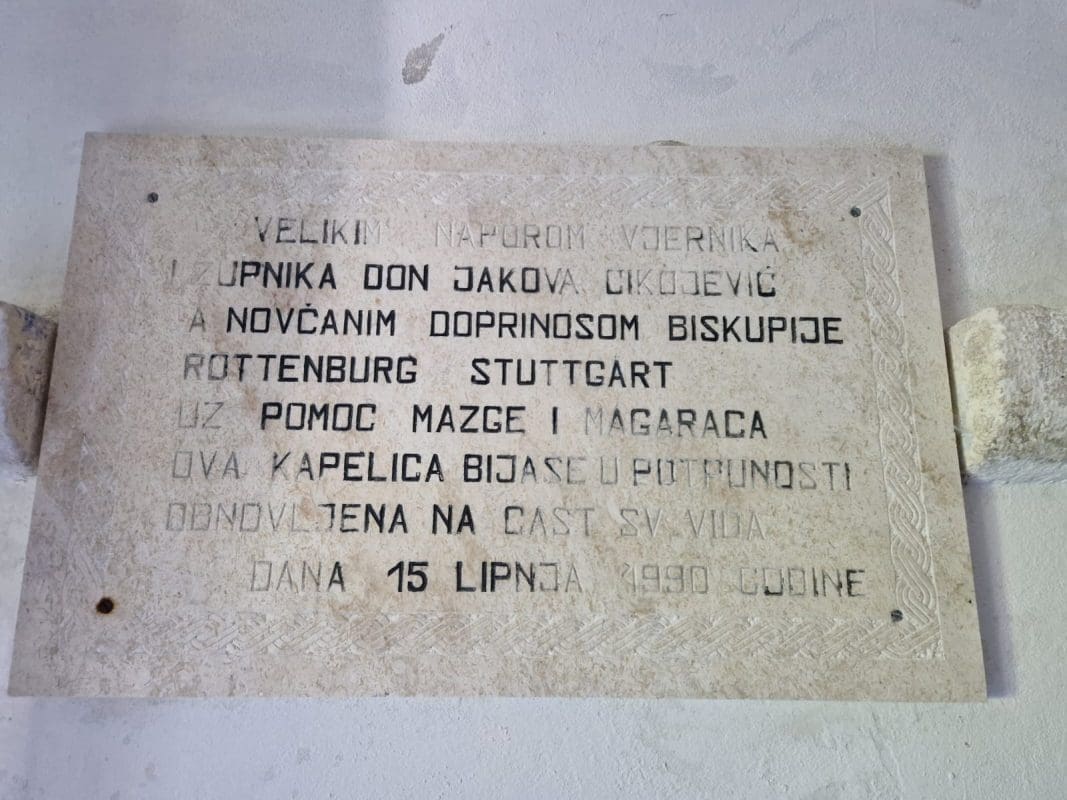 VELIKIM NAPOROM VJERNIKA
I ZUPNIKA DON JAKOVA CIKOJEVIĆ
A NOVČANIM DOPRINOSOM BISKUPIJE
ROTTENBURG STUTTGART
UZ POMOC MAZGE I MAGARACA
OVA KAPELICA BIJASE U POTPUNOSTI
OBNOVLJENA NA CAST SV. VIDA
DANA 15 LIPNJA 1990 GODINE